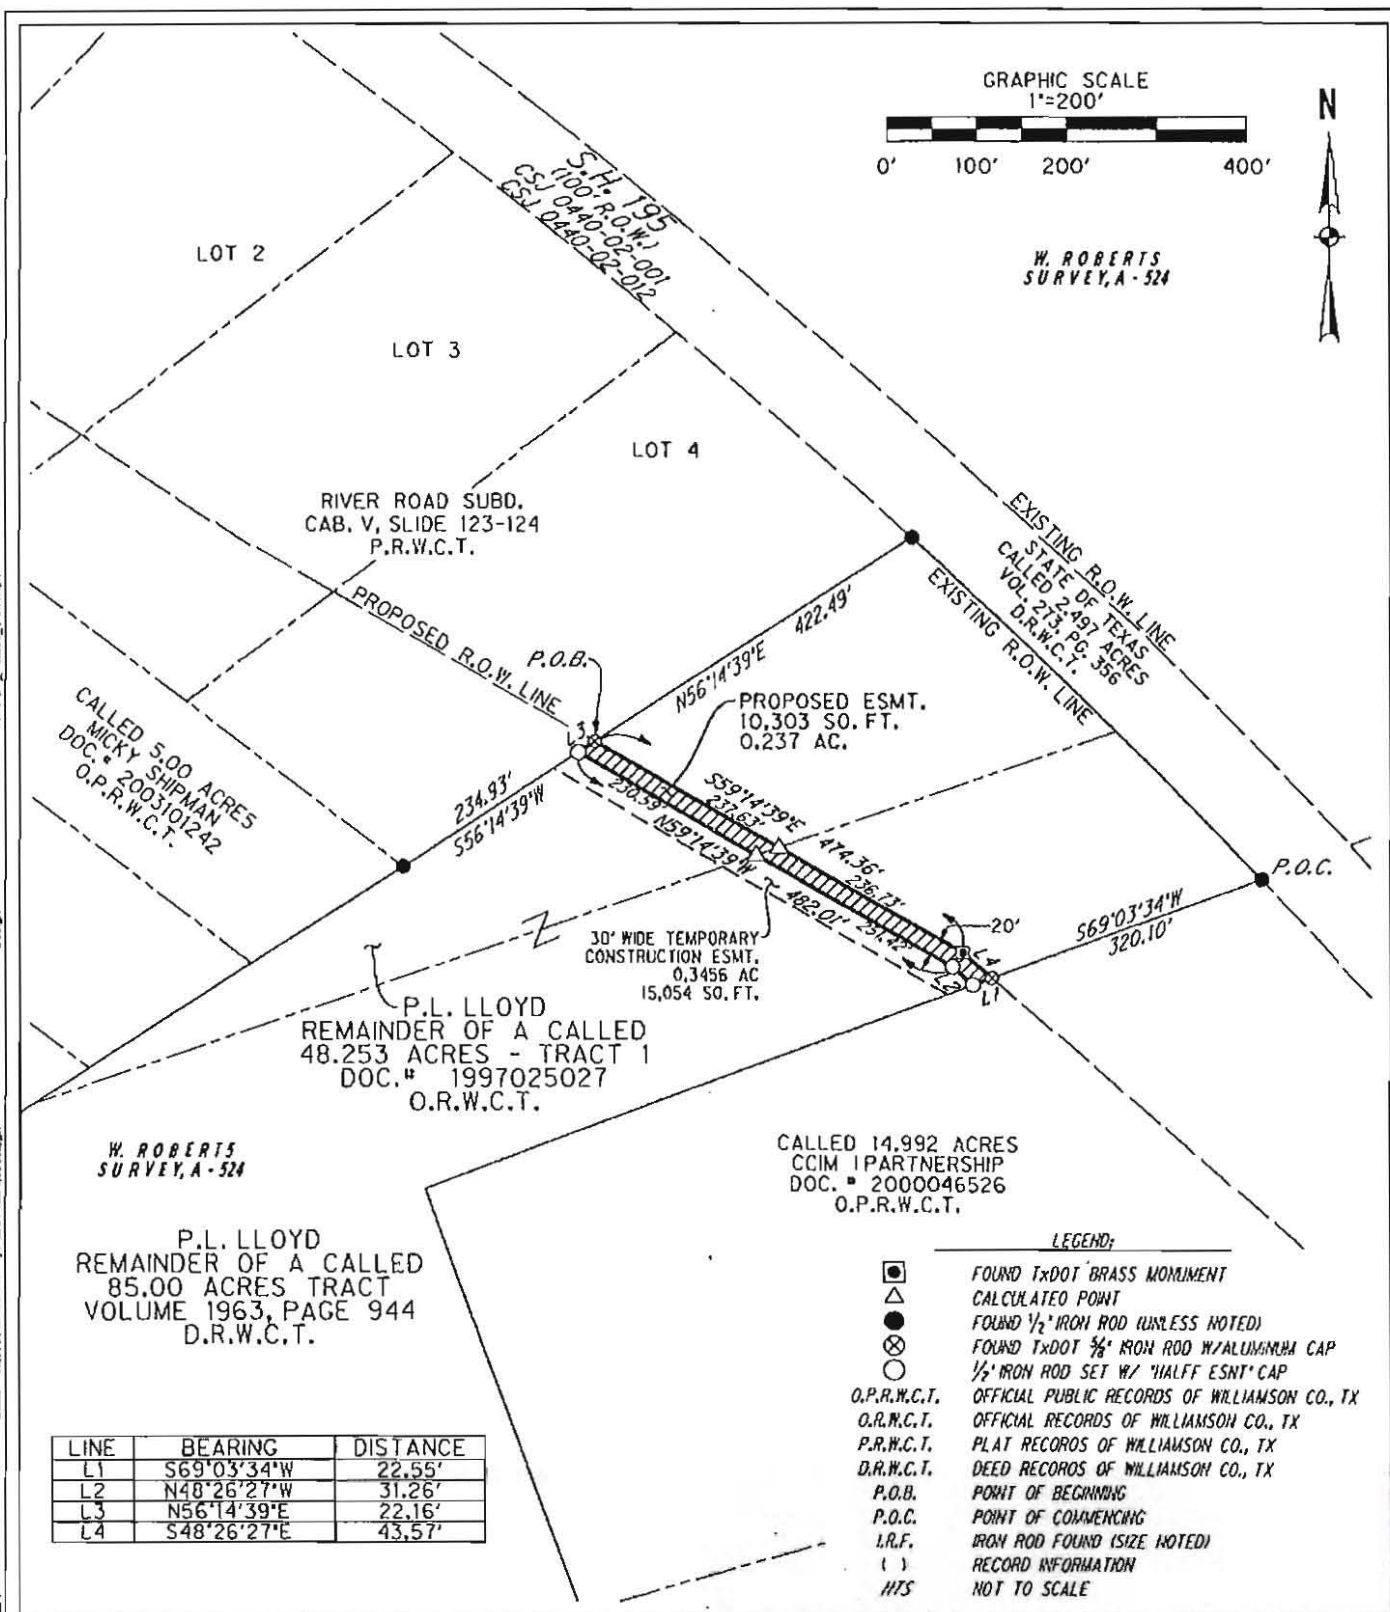 GRAPHIC SCALE
1"=200'
0' 100' 200' 400'
N
W. ROBERTS
SURVEY, A - 524
S.H. 195
(100' R.O.W.)
CSJ 0440-02-001
CSJ 0440-02-012
LOT 2
LOT 3
LOT 4
RIVER ROAD SUBD.
CAB. V, SLIDE 123-124
P.R.W.C.T.
PROPOSED R.O.W. LINE
EXISTING R.O.W. LINE
STATE OF TEXAS
CALLED 2.497 ACRES
VOL. 273, PG. 356
D.R.W.C.T.
EXISTING R.O.W. LINE
P.O.B.
N56°14'39"E 422.49'
PROPOSED ESMT.
10,303 SQ. FT.
0.237 AC.
CALLED 5.00 ACRES
MICKY SHIPMAN
DOC. # 2003101242
O.P.R.W.C.T.
234.93'
S56°14'39"W
L3
S59°14'39"E 474.36'
237.63' 236.73'
230.59' 251.42'
N59°14'39"W 482.01'
P.O.C.
S69°03'34"W
320.10'
20'
L4
L2
L1
30' WIDE TEMPORARY
CONSTRUCTION ESMT.
0.3456 AC
15,054 SQ. FT.
P.L. LLOYD
REMAINDER OF A CALLED
48.253 ACRES - TRACT 1
DOC.# 1997025027
O.R.W.C.T.
W. ROBERTS
SURVEY, A - 524
CALLED 14.992 ACRES
CCIM I PARTNERSHIP
DOC. # 2000046526
O.P.R.W.C.T.
P.L. LLOYD
REMAINDER OF A CALLED
85.00 ACRES TRACT
VOLUME 1963, PAGE 944
D.R.W.C.T.
LEGEND:
FOUND TxDOT BRASS MONUMENT
CALCULATED POINT
FOUND 1/2" IRON ROD (UNLESS NOTED)
FOUND TxDOT 5/8" IRON ROD W/ALUMINUM CAP
1/2" IRON ROD SET W/ "HALFF ESMT" CAP
O.P.R.W.C.T. OFFICIAL PUBLIC RECORDS OF WILLIAMSON CO., TX
O.R.W.C.T. OFFICIAL RECORDS OF WILLIAMSON CO., TX
P.R.W.C.T. PLAT RECORDS OF WILLIAMSON CO., TX
D.R.W.C.T. DEED RECORDS OF WILLIAMSON CO., TX
P.O.B. POINT OF BEGINNING
P.O.C. POINT OF COMMENCING
I.R.F. IRON ROD FOUND (SIZE NOTED)
( ) RECORD INFORMATION
NTS NOT TO SCALE
LINE BEARING DISTANCE
L1 S69°03'34"W 22.55'
L2 N48°26'27"W 31.26'
L3 N56°14'39"E 22.16'
L4 S48°26'27"E 43.57'